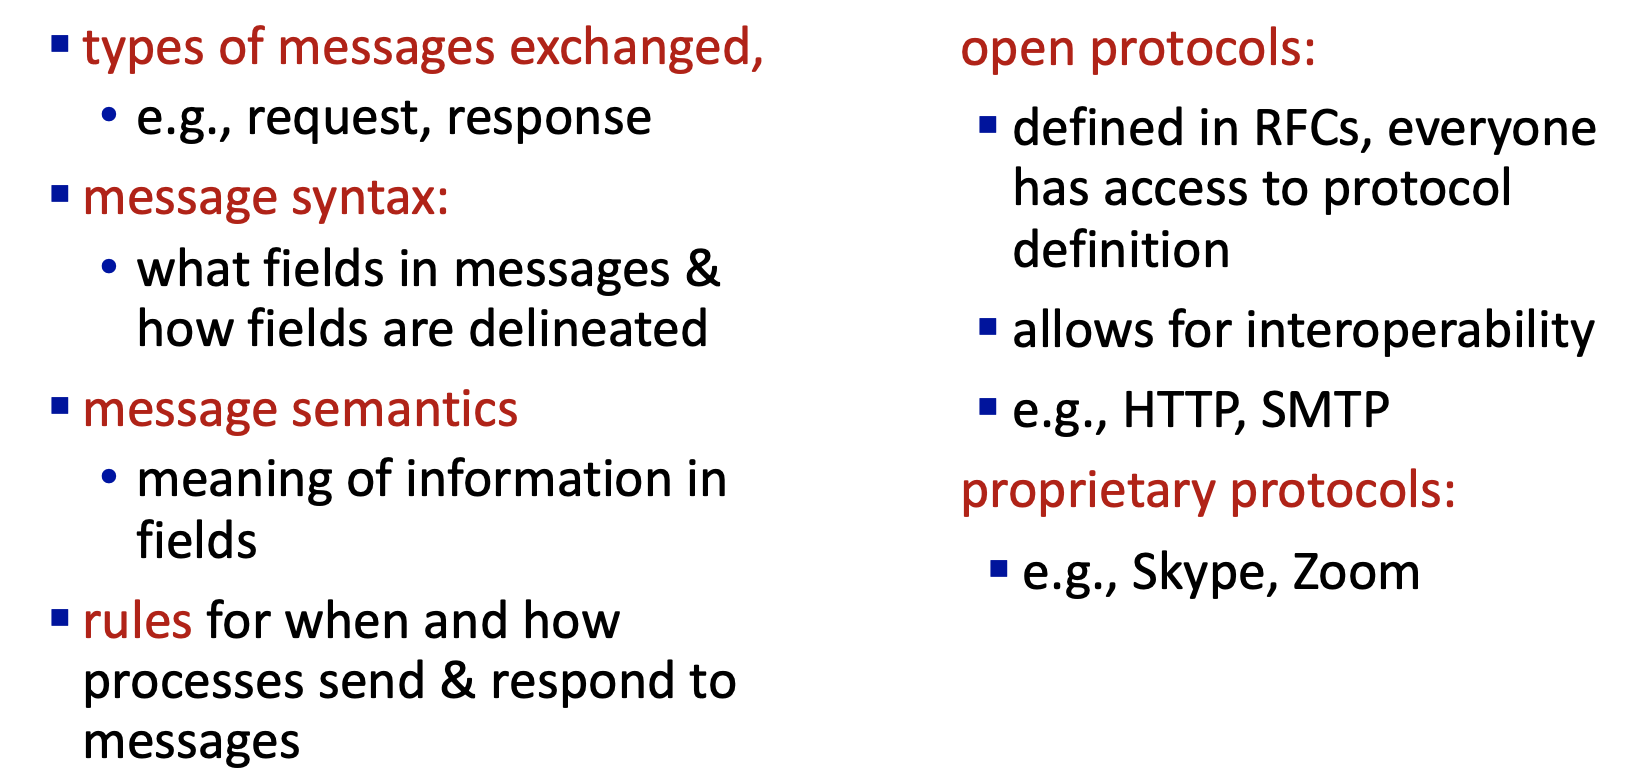 types of messages exchanged,
e.g., request, response
message syntax:
what fields in messages &
how fields are delineated
message semantics
meaning of information in
fields
rules for when and how
processes send & respond to
messages
open protocols:
defined in RFCs, everyone
has access to protocol
definition
allows for interoperability
e.g., HTTP, SMTP
proprietary protocols:
e.g., Skype, Zoom